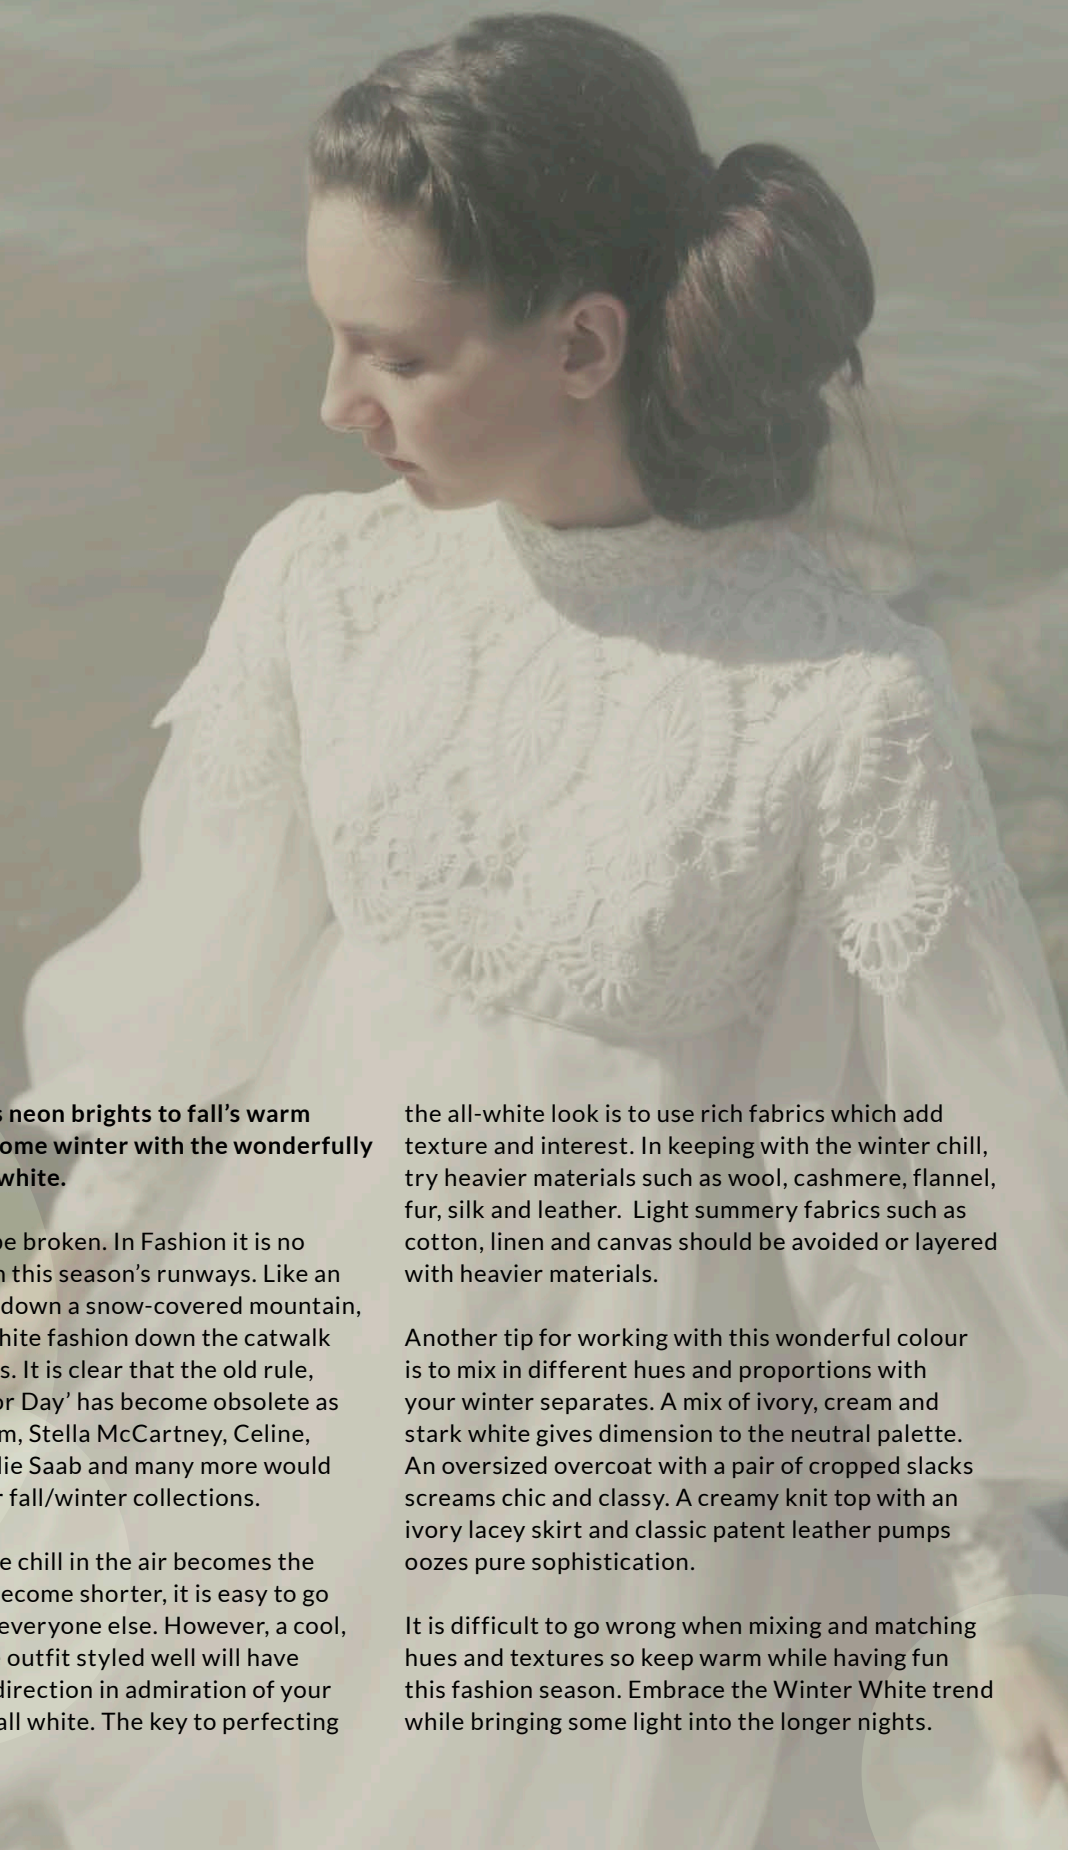 neon brights to fall’s warm
ome winter with the wonderfully
white.
be broken. In Fashion it is no
this season’s runways. Like an
down a snow-covered mountain,
hite fashion down the catwalk
s. It is clear that the old rule,
or Day’ has become obsolete as
m, Stella McCartney, Celine,
lie Saab and many more would
r fall/winter collections.
e chill in the air becomes the
ecome shorter, it is easy to go
everyone else. However, a cool,
outfit styled well will have
direction in admiration of your
all white. The key to perfecting
the all-white look is to use rich fabrics which add
texture and interest. In keeping with the winter chill,
try heavier materials such as wool, cashmere, flannel,
fur, silk and leather.  Light summery fabrics such as
cotton, linen and canvas should be avoided or layered
with heavier materials.
Another tip for working with this wonderful colour
is to mix in different hues and proportions with
your winter separates. A mix of ivory, cream and
stark white gives dimension to the neutral palette.
An oversized overcoat with a pair of cropped slacks
screams chic and classy. A creamy knit top with an
ivory lacey skirt and classic patent leather pumps
oozes pure sophistication.
It is difficult to go wrong when mixing and matching
hues and textures so keep warm while having fun
this fashion season. Embrace the Winter White trend
while bringing some light into the longer nights.